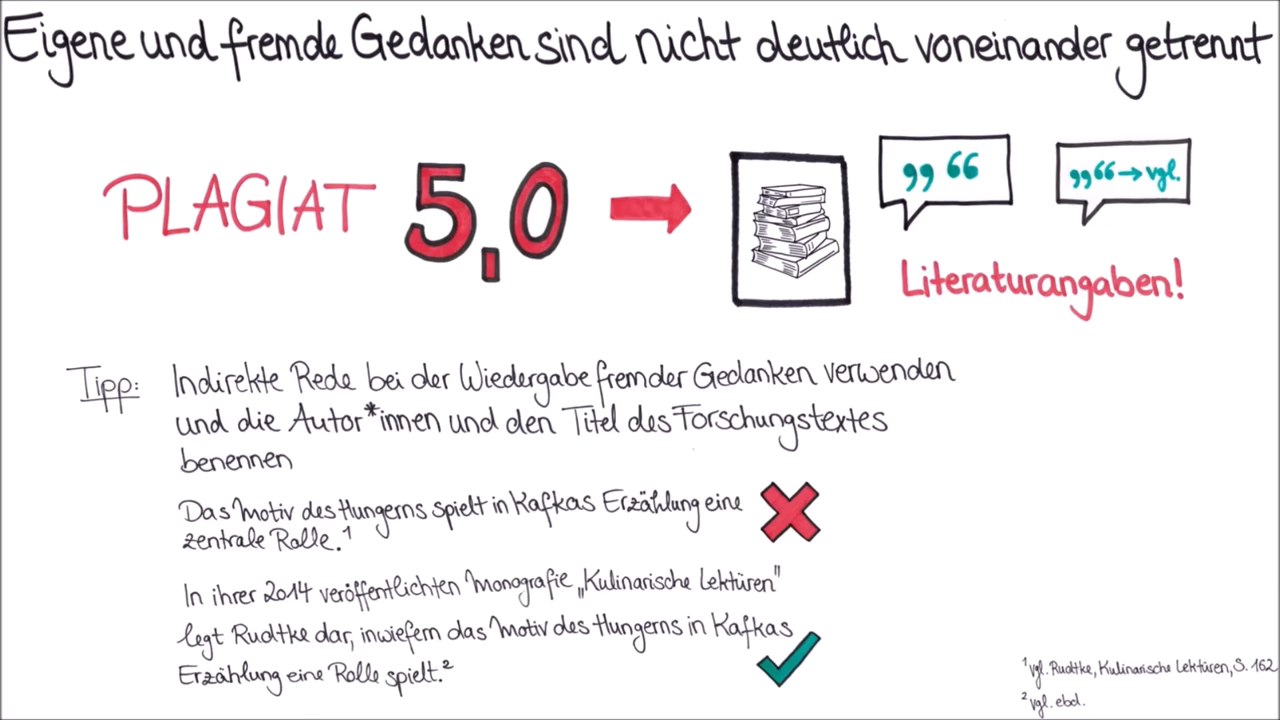 Eigene und fremde Gedanken sind nicht deutlich voneinander getrennt
PLAGIAT 5,0
„“
„“→vgl.
Literaturangaben!
Tipp: Indirekte Rede bei der Wiedergabe fremder Gedanken verwenden
und die Autor*innen und den Titel des Forschungstextes
benennen
Das Motiv des Hungerns spielt in Kafkas Erzählung eine
zentrale Rolle.¹
In ihrer 2014 veröffentlichten Monografie „Kulinarische Lektüren"
legt Rudtke dar, inwiefern das Motiv des Hungerns in Kafkas
Erzählung eine Rolle spielt.²
¹ vgl. Rudtke, Kulinarische Lektüren, S. 162
² vgl. ebd.